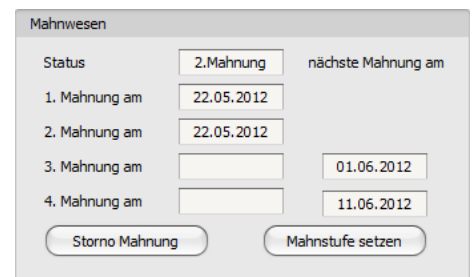 Mahnwesen
Status 2.Mahnung nächste Mahnung am
1. Mahnung am 22.05.2012
2. Mahnung am 22.05.2012
3. Mahnung am 01.06.2012
4. Mahnung am 11.06.2012
Storno Mahnung Mahnstufe setzen